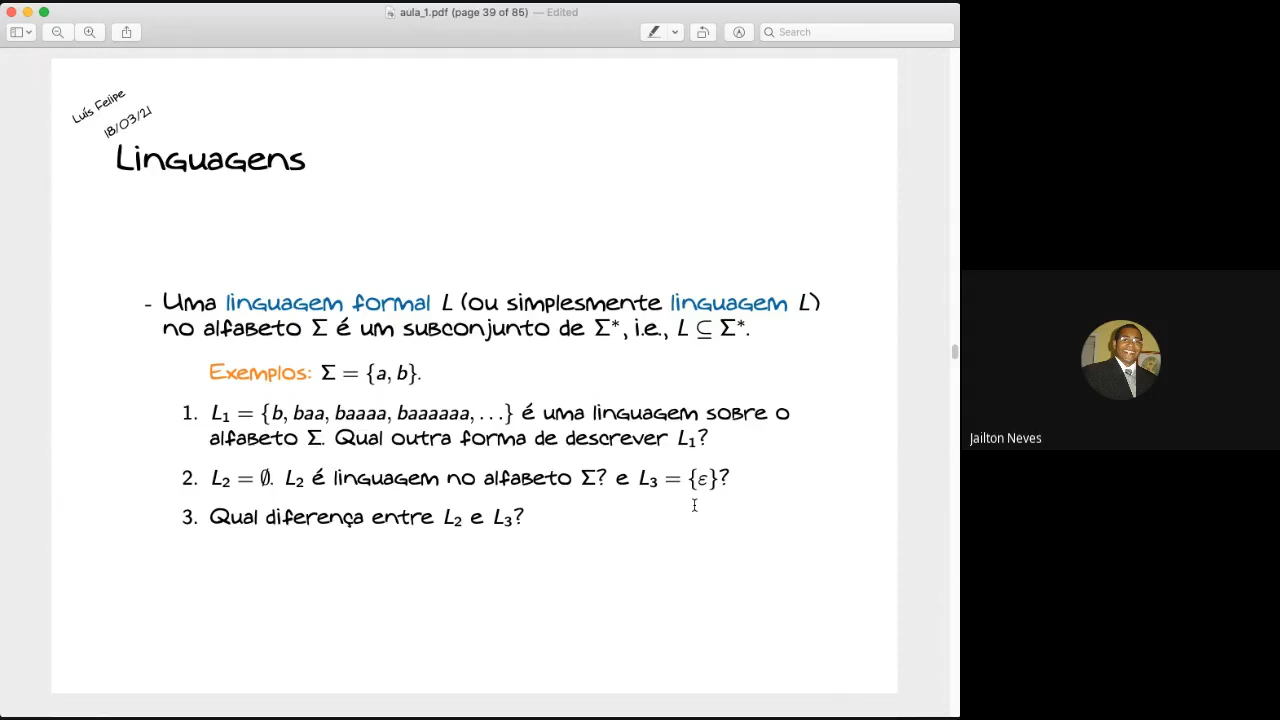 aula_1.pdf (page 39 of 85) — Edited
Search
Luís Felipe
18/03/21
Linguagens
- Uma linguagem formal L (ou simplesmente linguagem L)
no alfabeto Σ é um subconjunto de Σ*, i.e., L ⊆ Σ*.
Exemplos: Σ = {a, b}.
1. L₁ = {b, baa, baaaa, baaaaaa, . . .} é uma linguagem sobre o
alfabeto Σ. Qual outra forma de descrever L₁?
2. L₂ = ∅. L₂ é linguagem no alfabeto Σ? e L₃ = {ε}?
3. Qual diferença entre L₂ e L₃?
Jailton Neves